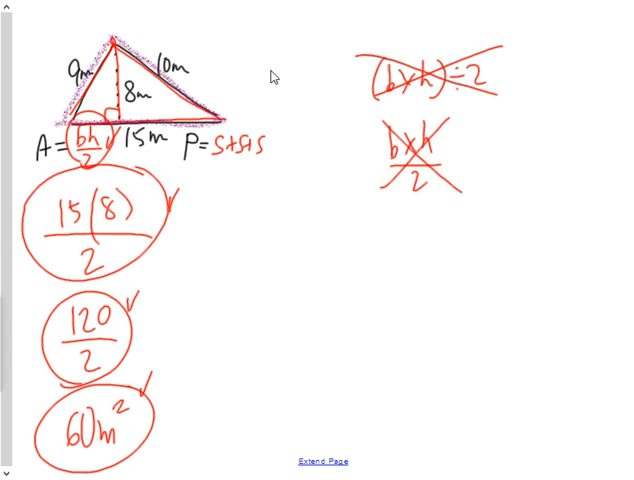 9m
10m
8m
15m
A = bh/2
P = s+s+s
15(8)/2
120/2
60m²
(b×h)÷2
b×h/2
Extend Page